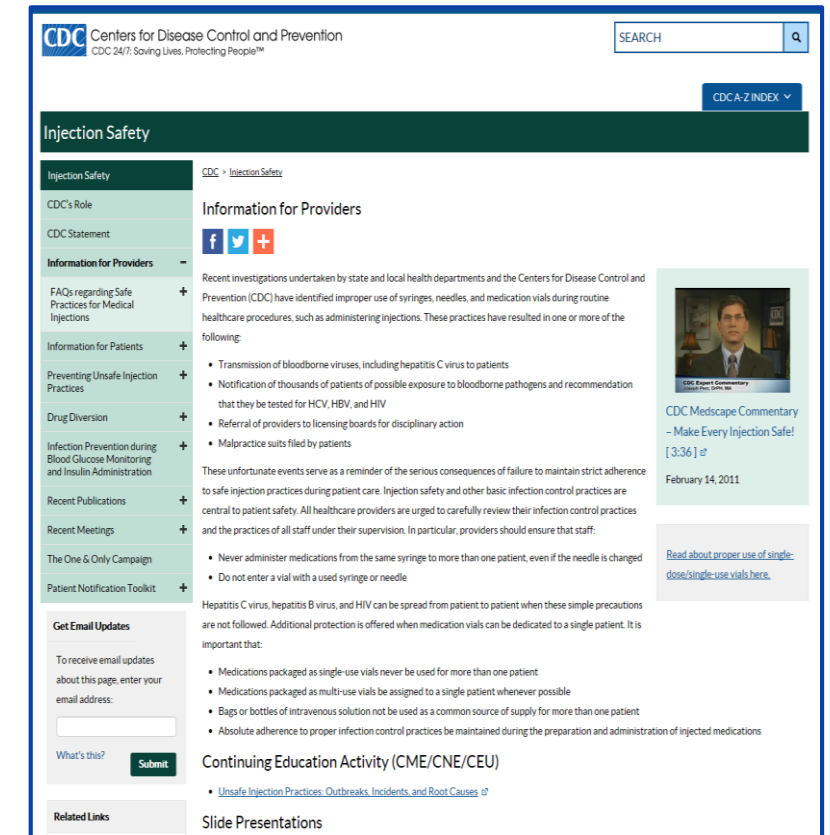 CDC Centers for Disease Control and Prevention
CDC 24/7: Saving Lives, Protecting People™
SEARCH
CDC A-Z INDEX
Injection Safety
Injection Safety
CDC's Role
CDC Statement
Information for Providers
FAQs regarding Safe
Practices for Medical
Injections
Information for Patients
Preventing Unsafe Injection
Practices
Drug Diversion
Infection Prevention during
Blood Glucose Monitoring
and Insulin Administration
Recent Publications
Recent Meetings
The One & Only Campaign
Patient Notification Toolkit
Get Email Updates
To receive email updates
about this page, enter your
email address:
What's this?
Submit
Related Links
CDC > Injection Safety
Information for Providers
Recent investigations undertaken by state and local health departments and the Centers for Disease Control and
Prevention (CDC) have identified improper use of syringes, needles, and medication vials during routine
healthcare procedures, such as administering injections. These practices have resulted in one or more of the
following:
• Transmission of bloodborne viruses, including hepatitis C virus to patients
• Notification of thousands of patients of possible exposure to bloodborne pathogens and recommendation
that they be tested for HCV, HBV, and HIV
• Referral of providers to licensing boards for disciplinary action
• Malpractice suits filed by patients
These unfortunate events serve as a reminder of the serious consequences of failure to maintain strict adherence
to safe injection practices during patient care. Injection safety and other basic infection control practices are
central to patient safety. All healthcare providers are urged to carefully review their infection control practices
and the practices of all staff under their supervision. In particular, providers should ensure that staff:
• Never administer medications from the same syringe to more than one patient, even if the needle is changed
• Do not enter a vial with a used syringe or needle
Hepatitis C virus, hepatitis B virus, and HIV can be spread from patient to patient when these simple precautions
are not followed. Additional protection is offered when medication vials can be dedicated to a single patient. It is
important that:
• Medications packaged as single-use vials never be used for more than one patient
• Medications packaged as multi-use vials be assigned to a single patient whenever possible
• Bags or bottles of intravenous solution not be used as a common source of supply for more than one patient
• Absolute adherence to proper infection control practices be maintained during the preparation and administration of injected medications
Continuing Education Activity (CME/CNE/CEU)
• Unsafe Injection Practices: Outbreaks, Incidents, and Root Causes
Slide Presentations
CDC Expert Commentary
Joseph Perz, DrPH, MA
CDC Medscape Commentary
– Make Every Injection Safe!
[3:36]
February 14, 2011
Read about proper use of single-
dose/single-use vials here.